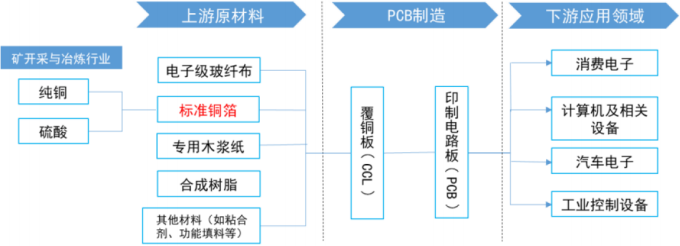 上游原材料
PCB制造
下游应用领域
矿开采与冶炼行业
纯铜
硫酸
电子级玻纤布
标准铜箔
专用木浆纸
合成树脂
其他材料（如粘合
剂、功能填料等）
覆铜板（CCL）
印制电路板（PCB）
消费电子
计算机及相关
设备
汽车电子
工业控制设备